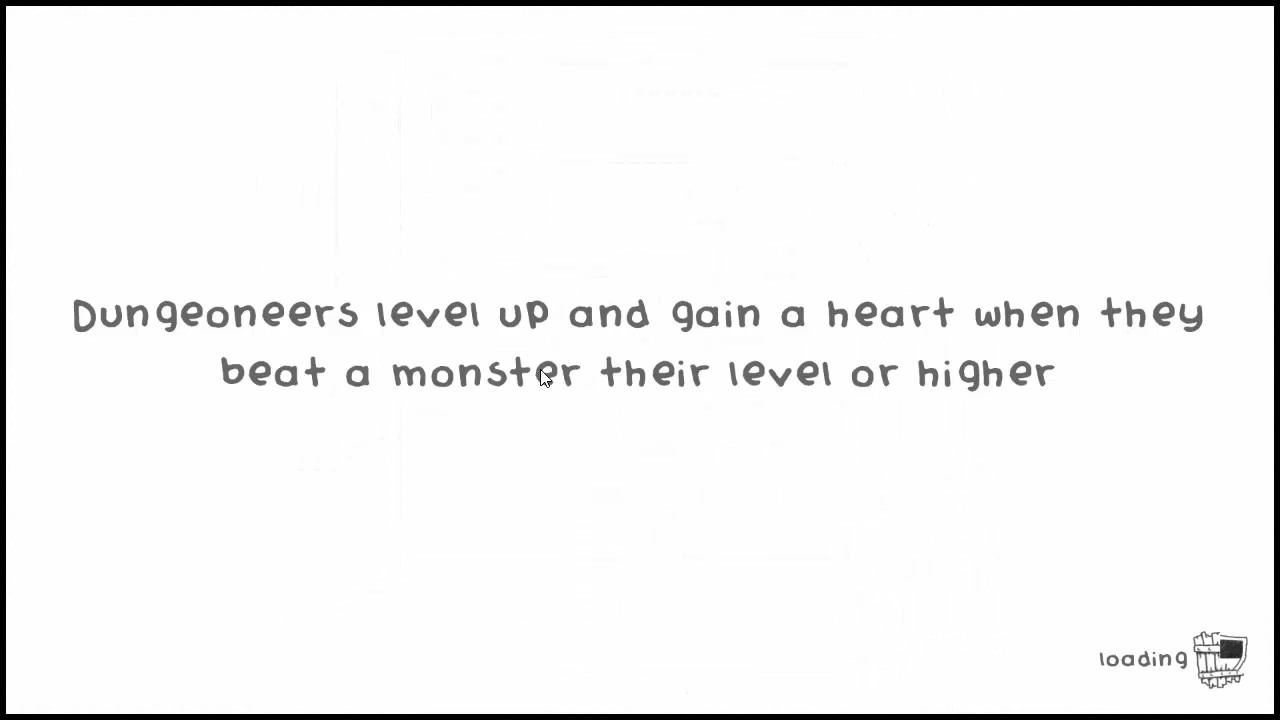 Dungeoneers level up and gain a heart when they
beat a monster their level or higher
loading